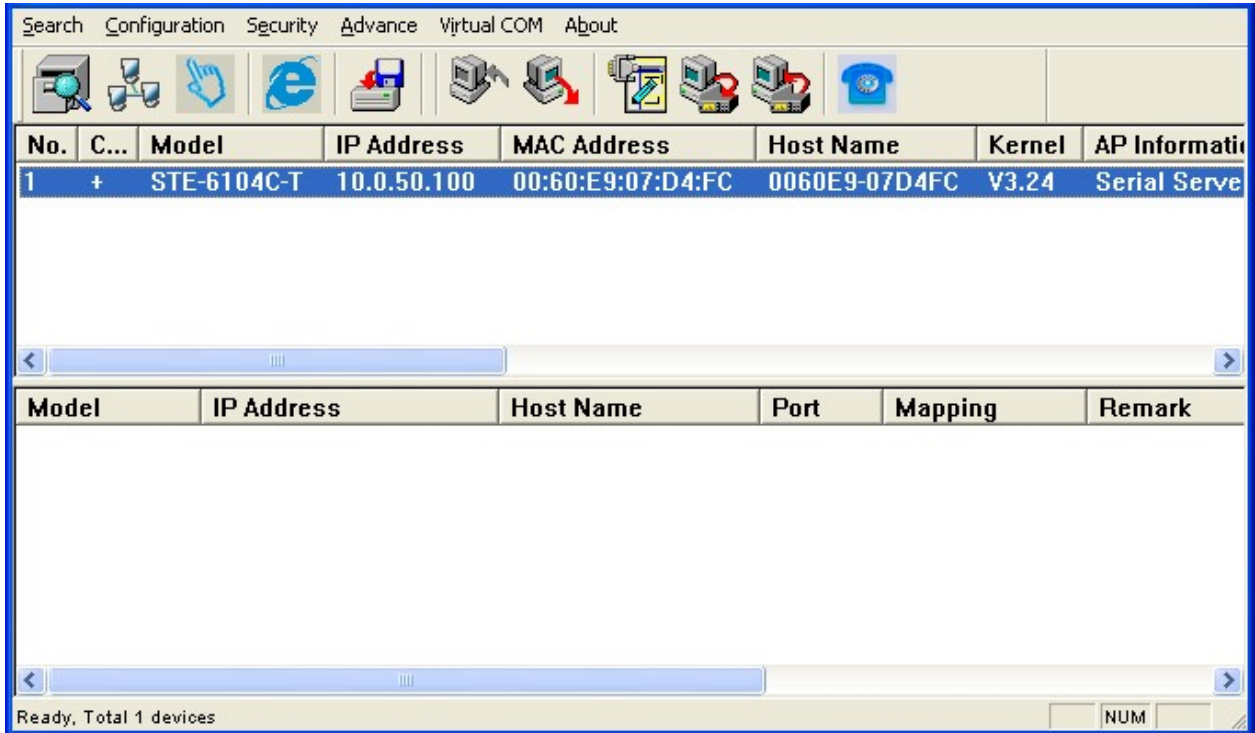 Search Configuration Security Advance Virtual COM About
No. C... Model IP Address MAC Address Host Name Kernel AP Informati
1 + STE-6104C-T 10.0.50.100 00:60:E9:07:D4:FC 0060E9-07D4FC V3.24 Serial Serve
Model IP Address Host Name Port Mapping Remark
Ready, Total 1 devices NUM